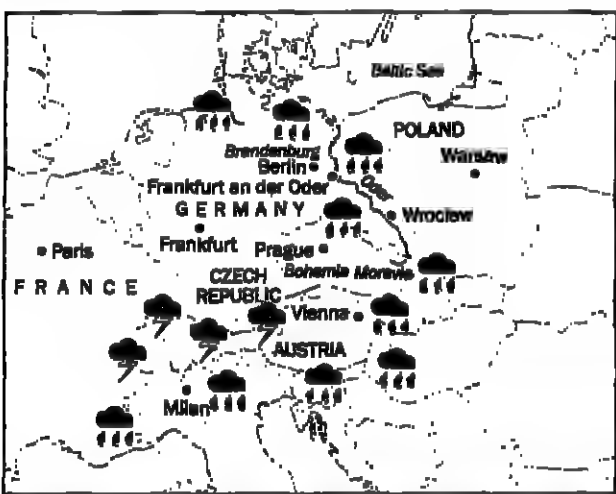 Baltic Sea
POLAND
Brandenburg
Warsaw
Berlin
Frankfurt an der Oder
Oder
GERMANY
Wroclaw
Frankfurt
Paris
Prague
Bohemia Moravia
CZECH
REPUBLIC
FRANCE
Vienna
AUSTRIA
Milan